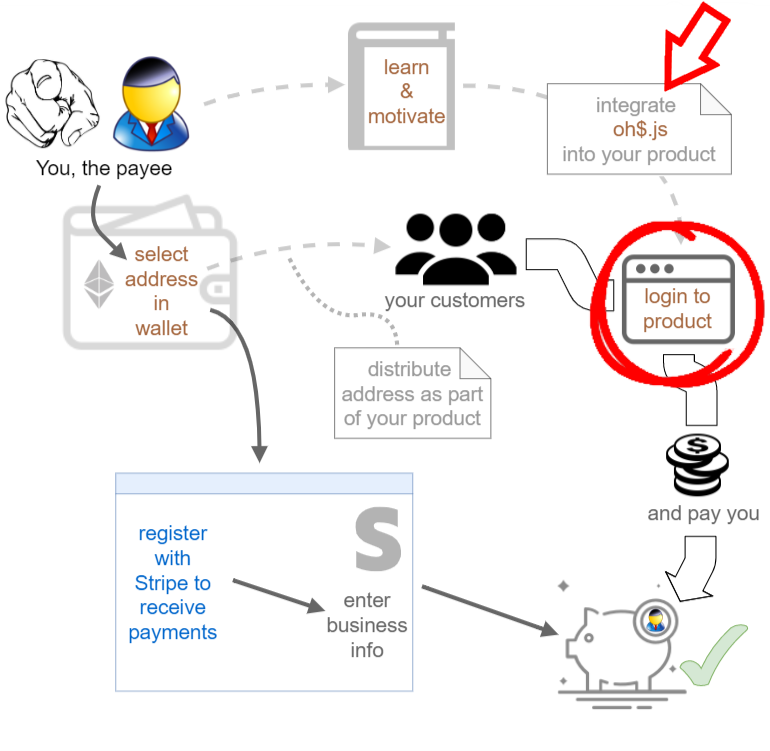 learn
&
motivate
integrate
oh$.js
into your product
You, the payee
select
address
in
wallet
your customers
login to
product
distribute
address as part
of your product
$
and pay you
register
with
Stripe to
receive
payments
S
enter
business
info